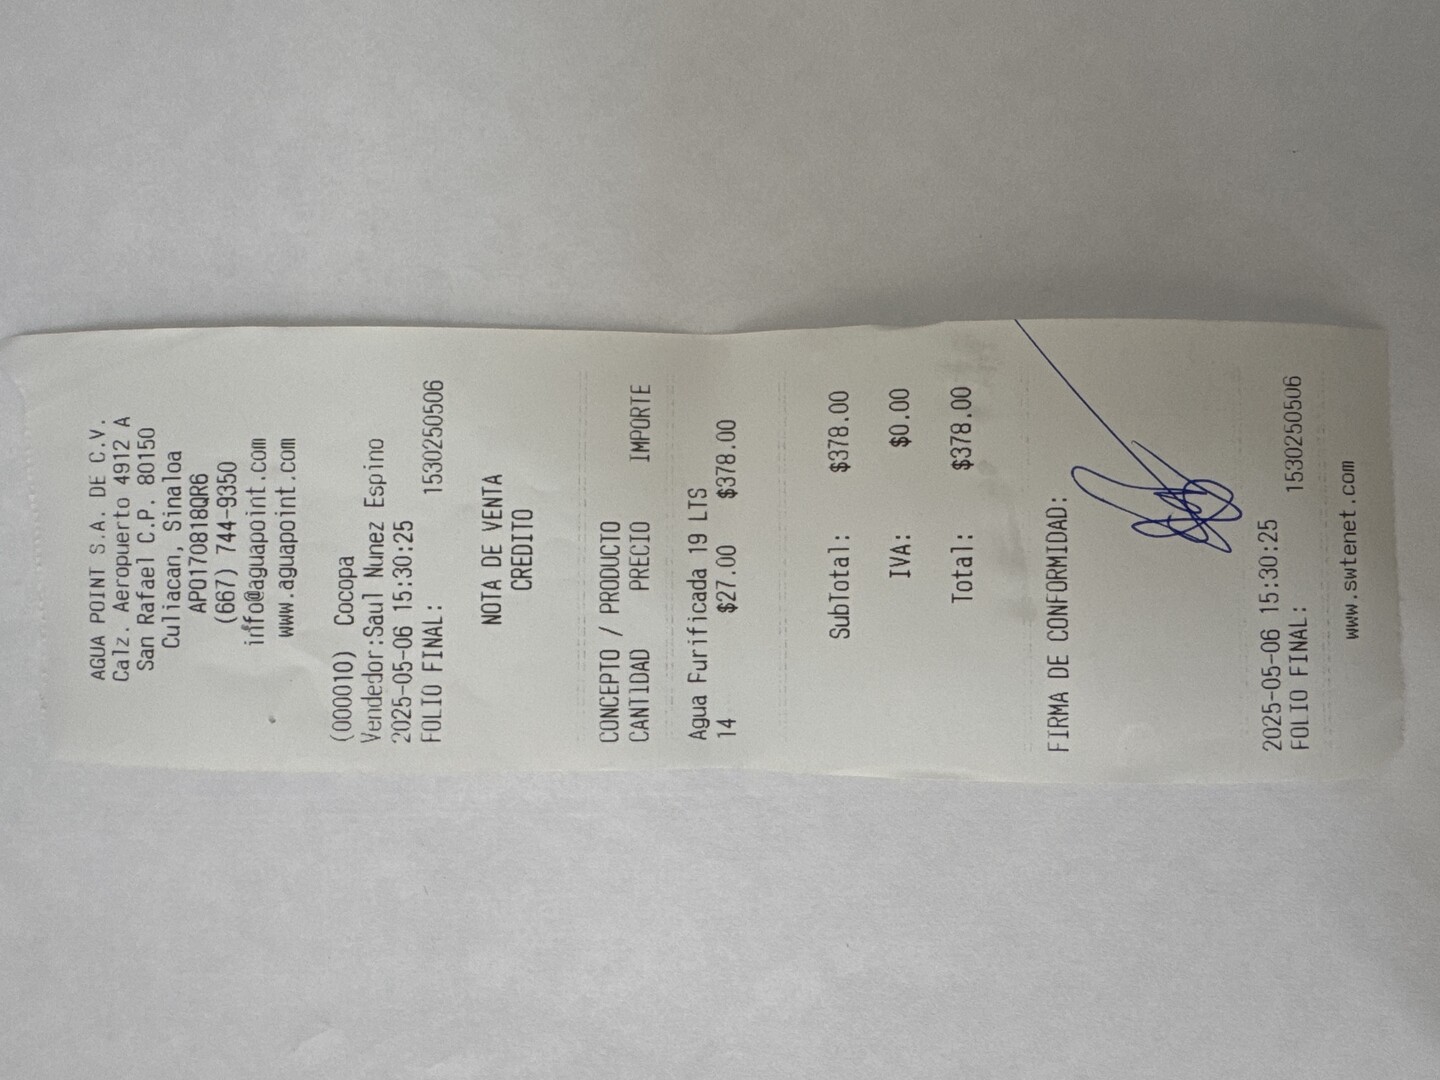 AGUA POINT S.A. DE C.V.
Calz. Aeropuerto 4912 A
San Rafael C.P. 80150
Culiacan, Sinaloa
APO170818QR6
(667) 744-9350
info@aguapoint.com
www.aguapoint.com
(000010) Cocopa
Vendedor:Saul Nunez Espino
2025-05-06 15:30:25
FOLIO FINAL: 1530250506
NOTA DE VENTA
CREDITO
CONCEPTO / PRODUCTO
CANTIDAD PRECIO IMPORTE
Agua Purificada 19 LTS
14 $27.00 $378.00
SubTotal: $378.00
IVA: $0.00
Total: $378.00
FIRMA DE CONFORMIDAD:
2025-05-06 15:30:25
FOLIO FINAL: 1530250506
www.swtenet.com